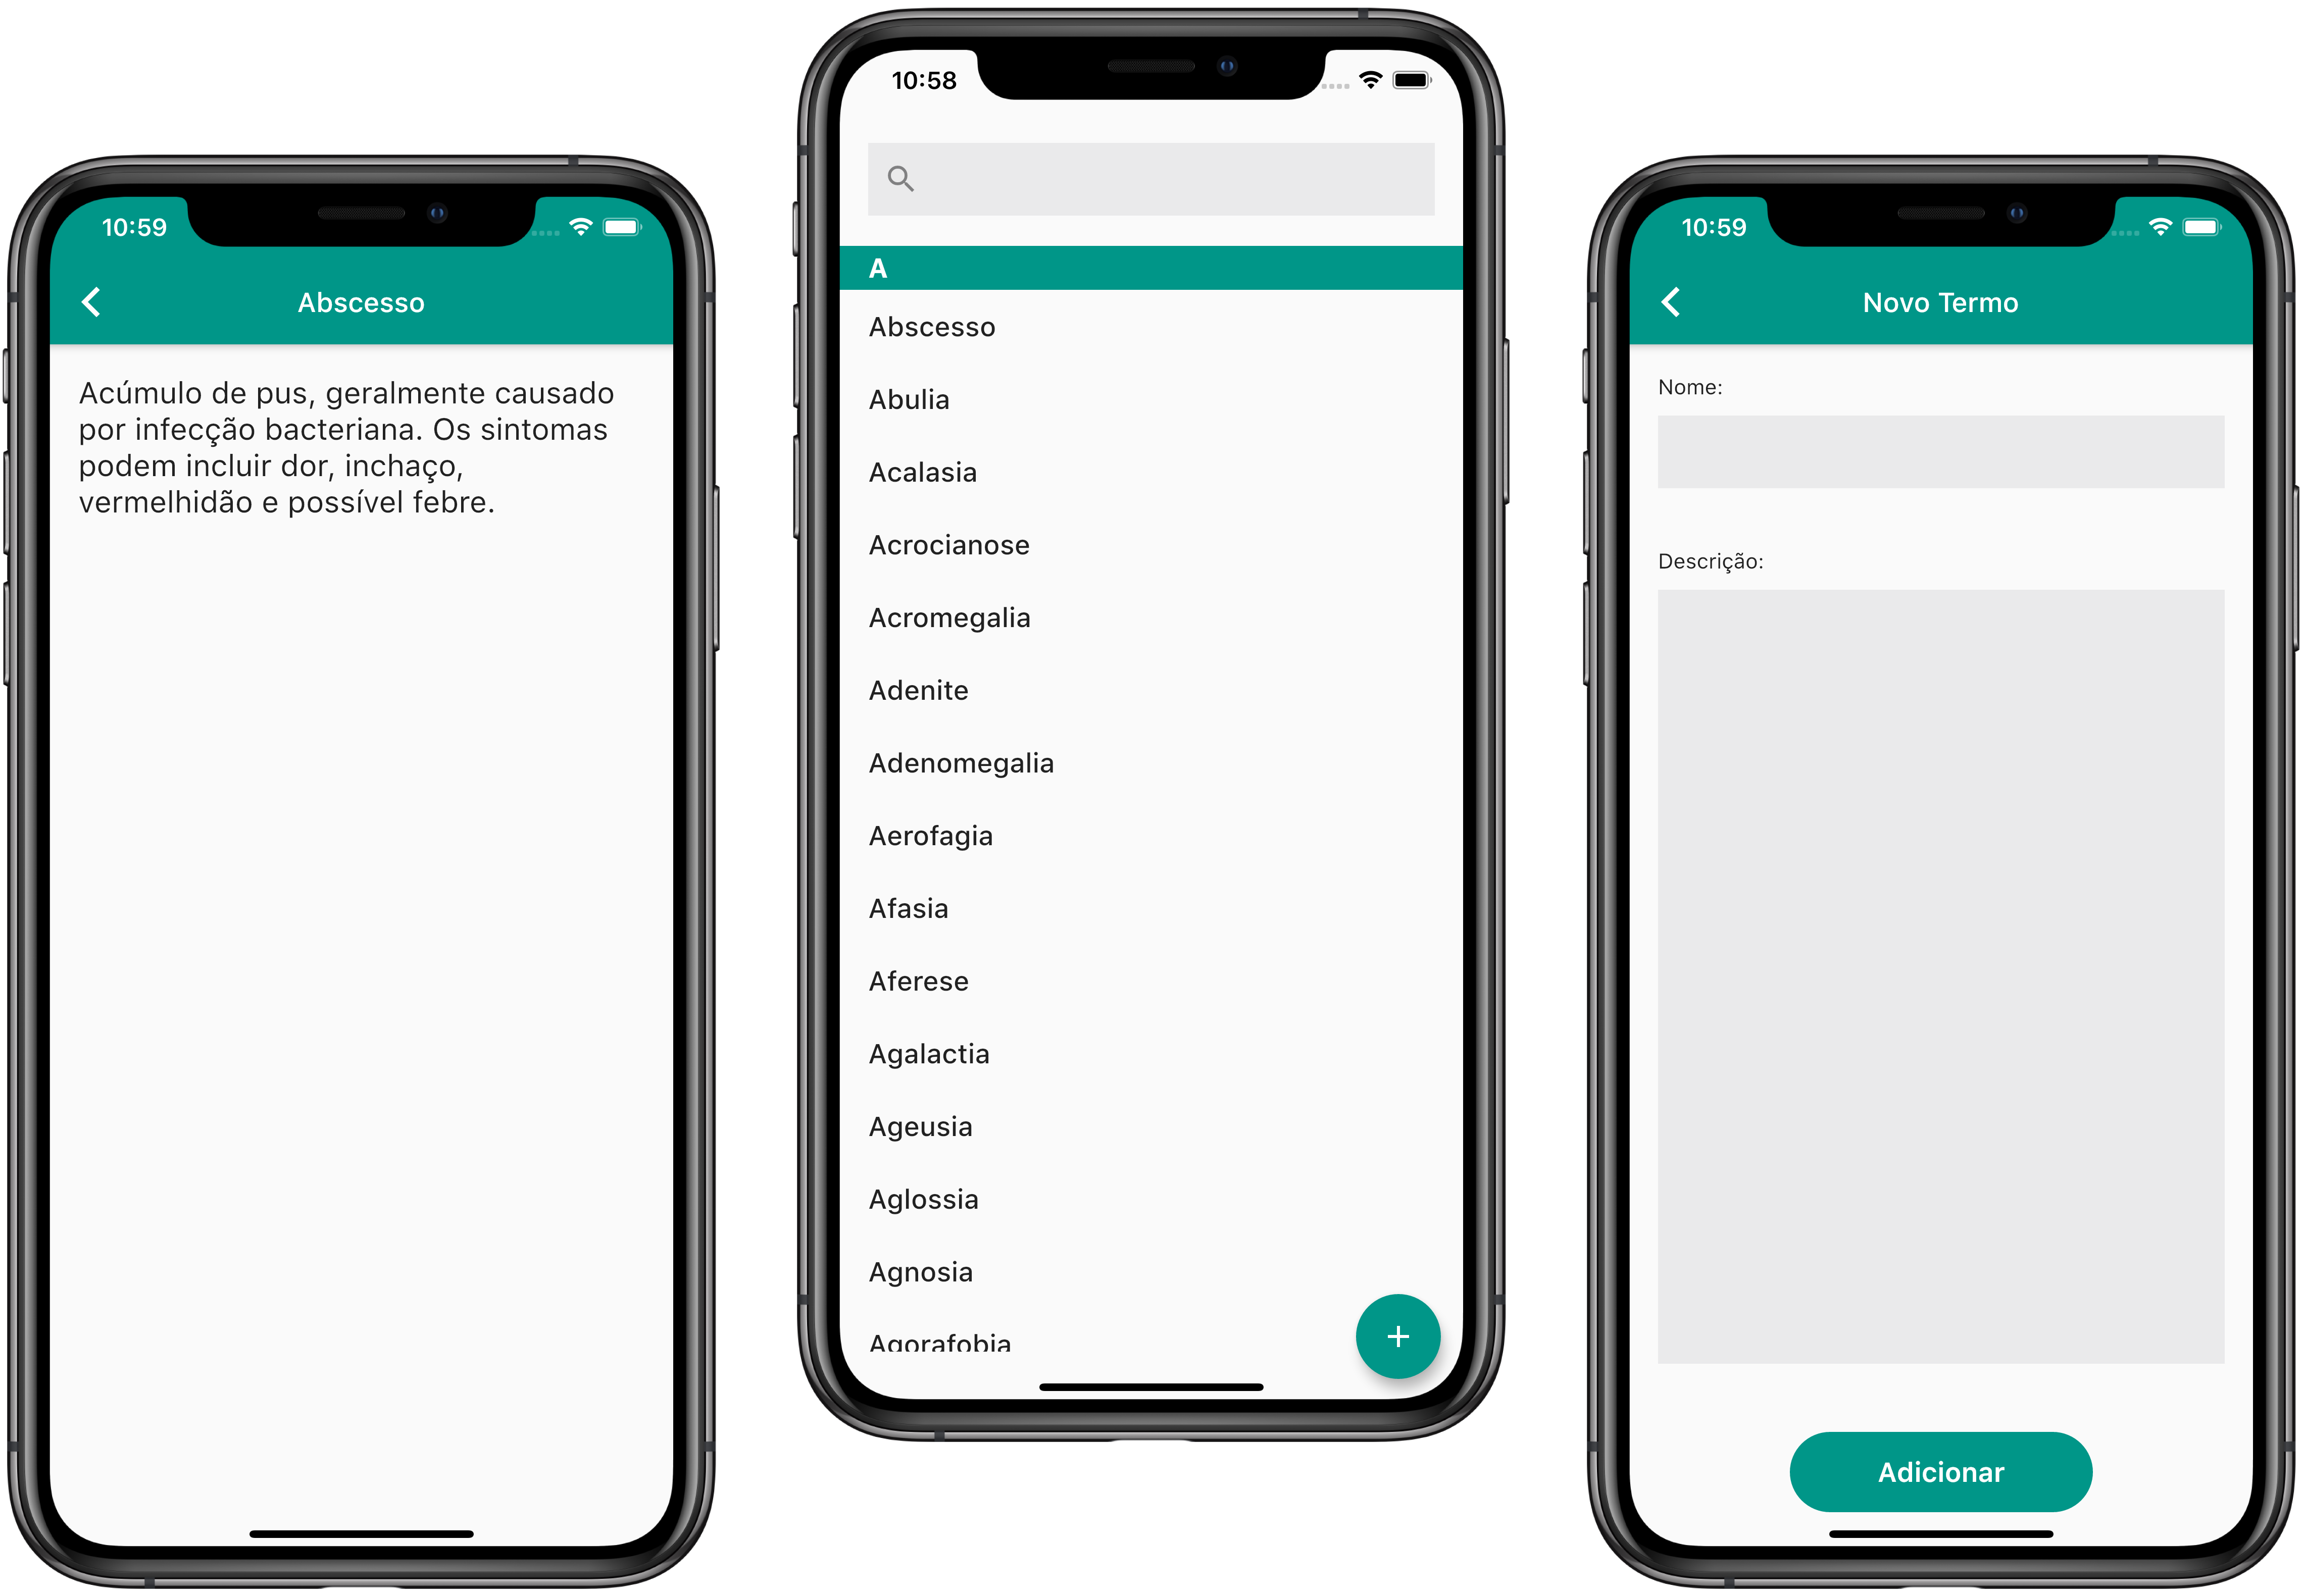 10:59
Abscesso
Acúmulo de pus, geralmente causado
por infecção bacteriana. Os sintomas
podem incluir dor, inchaço,
vermelhidão e possível febre.
10:58
A
Abscesso
Abulia
Acalasia
Acrocianose
Acromegalia
Adenite
Adenomegalia
Aerofagia
Afasia
Aferese
Agalactia
Ageusia
Aglossia
Agnosia
Agorafobia
10:59
Novo Termo
Nome:
Descrição:
Adicionar